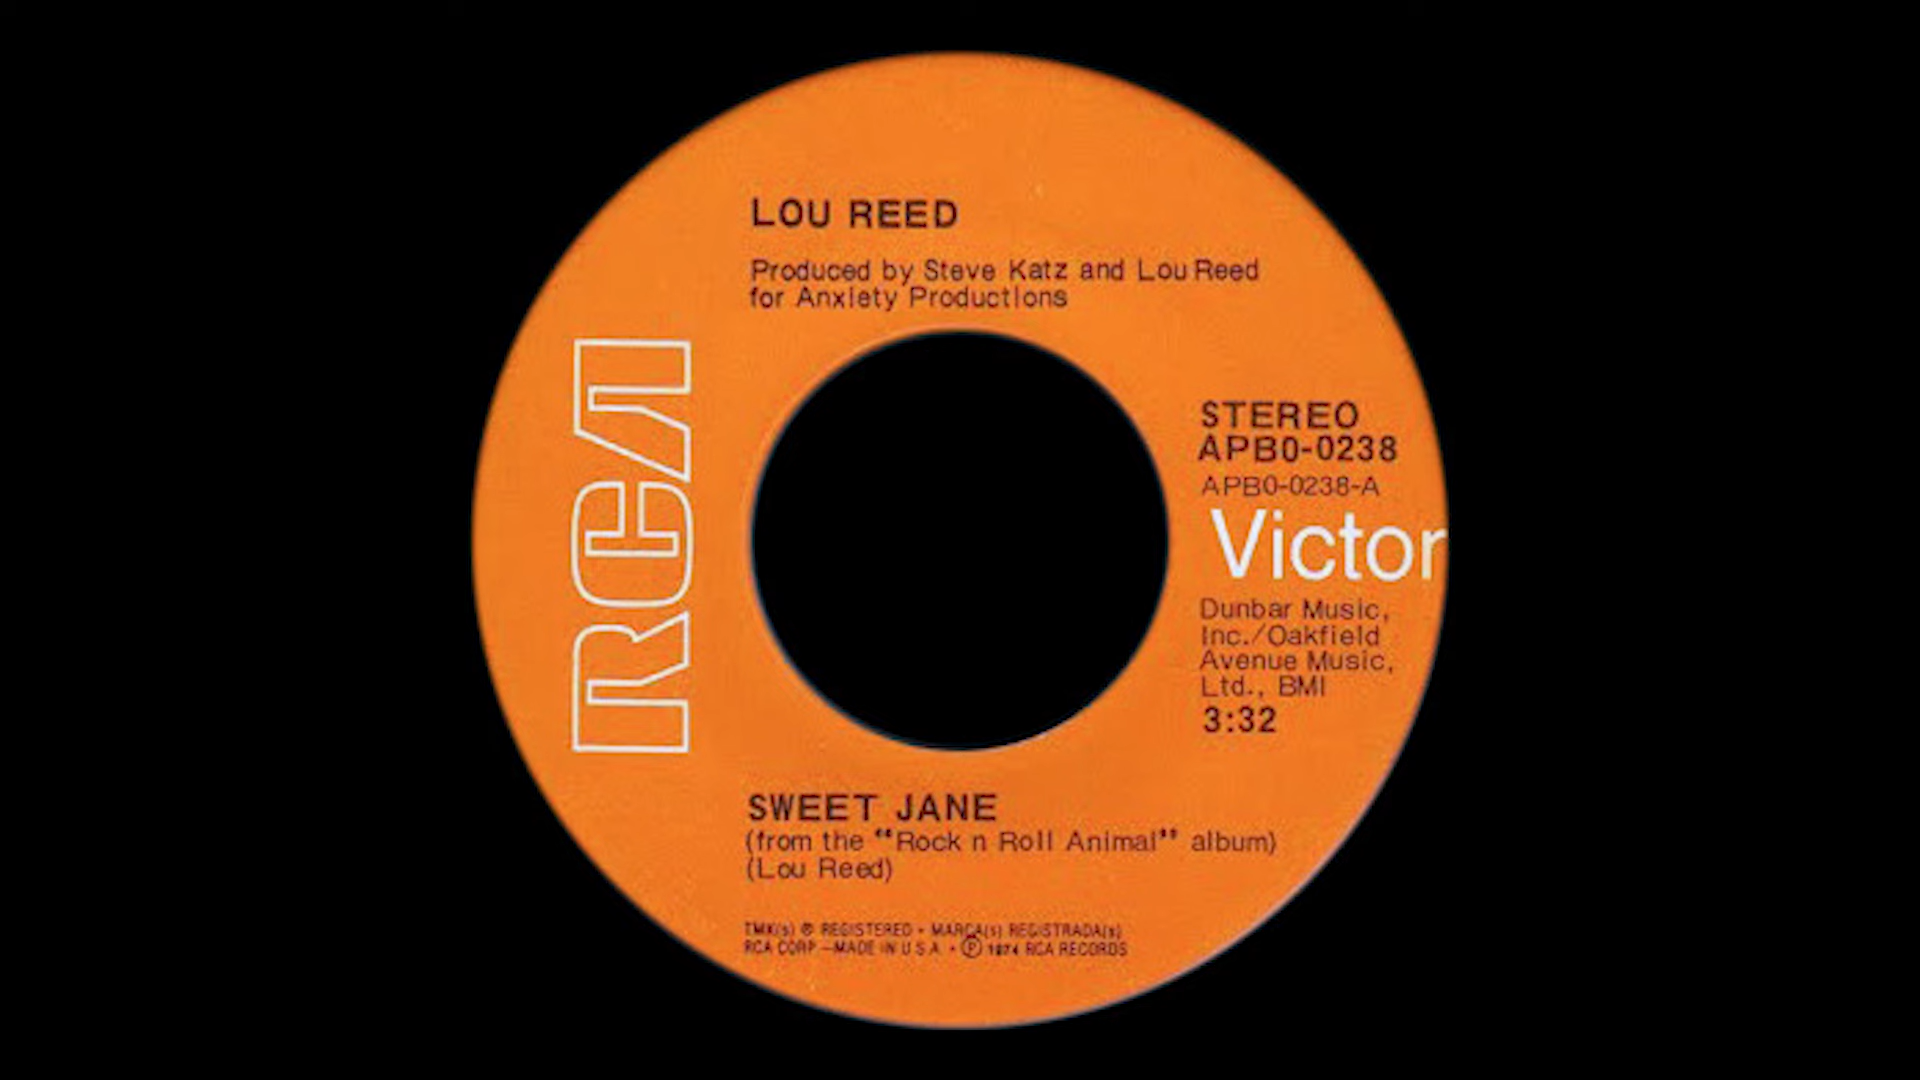 LOU REED
Produced by Steve Katz and Lou Reed
for Anxiety Productions
RCA
STEREO
APB0-0238
APB0-0238-A
Victor
Dunbar Music,
Inc./Oakfield
Avenue Music,
Ltd., BMI
3:32
SWEET JANE
(from the "Rock n Roll Animal" album)
(Lou Reed)
TMK(s) ® REGISTERED • MARCA(s) REGISTRADA(s)
RCA CORP.—MADE IN U.S.A. • ℗ 1974 RCA RECORDS